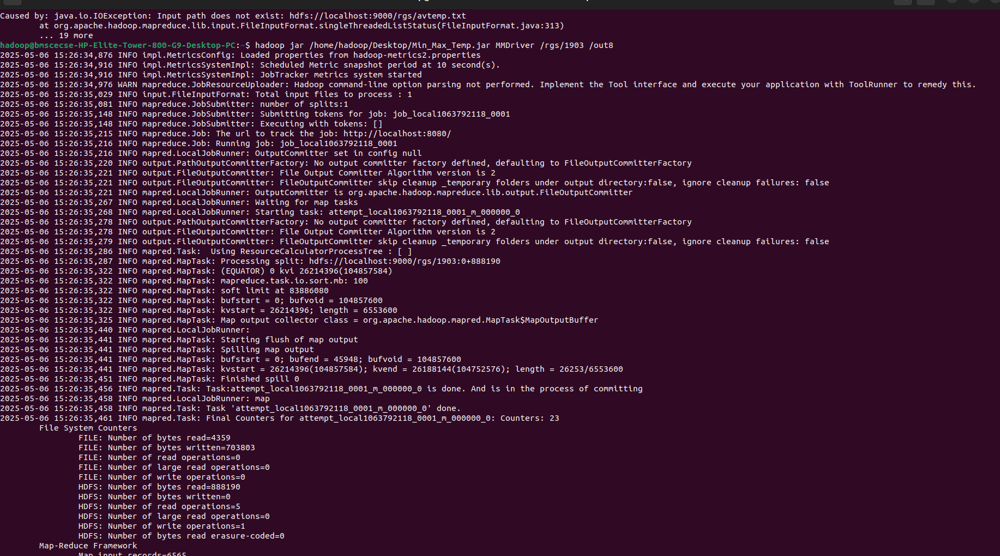 Caused by: java.io.IOException: Input path does not exist: hdfs://localhost:9000/rgs/avtemp.txt
at org.apache.hadoop.mapreduce.lib.input.FileInputFormat.singleThreadedListStatus(FileInputFormat.java:313)
... 19 more
hadoop@bmscecse-HP-Elite-Tower-800-G9-Desktop-PC:~$ hadoop jar /home/hadoop/Desktop/Min_Max_Temp.jar MMDriver /rgs/1903 /out8
2025-05-06 15:26:34,876 INFO impl.MetricsConfig: Loaded properties from hadoop-metrics2.properties
2025-05-06 15:26:34,916 INFO impl.MetricsSystemImpl: Scheduled Metric snapshot period at 10 second(s).
2025-05-06 15:26:34,916 INFO impl.MetricsSystemImpl: JobTracker metrics system started
2025-05-06 15:26:34,976 WARN mapreduce.JobResourceUploader: Hadoop command-line option parsing not performed. Implement the Tool interface and execute your application with ToolRunner to remedy this.
2025-05-06 15:26:35,029 INFO input.FileInputFormat: Total input files to process : 1
2025-05-06 15:26:35,081 INFO mapreduce.JobSubmitter: number of splits:1
2025-05-06 15:26:35,148 INFO mapreduce.JobSubmitter: Submitting tokens for job: job_local1063792118_0001
2025-05-06 15:26:35,148 INFO mapreduce.JobSubmitter: Executing with tokens: []
2025-05-06 15:26:35,215 INFO mapreduce.Job: The url to track the job: http://localhost:8080/
2025-05-06 15:26:35,216 INFO mapreduce.Job: Running job: job_local1063792118_0001
2025-05-06 15:26:35,216 INFO mapred.LocalJobRunner: OutputCommitter set in config null
2025-05-06 15:26:35,220 INFO output.PathOutputCommitterFactory: No output committer factory defined, defaulting to FileOutputCommitterFactory
2025-05-06 15:26:35,221 INFO output.FileOutputCommitter: File Output Committer Algorithm version is 2
2025-05-06 15:26:35,221 INFO output.FileOutputCommitter: FileOutputCommitter skip cleanup _temporary folders under output directory:false, ignore cleanup failures: false
2025-05-06 15:26:35,221 INFO mapred.LocalJobRunner: OutputCommitter is org.apache.hadoop.mapreduce.lib.output.FileOutputCommitter
2025-05-06 15:26:35,267 INFO mapred.LocalJobRunner: Waiting for map tasks
2025-05-06 15:26:35,268 INFO mapred.LocalJobRunner: Starting task: attempt_local1063792118_0001_m_000000_0
2025-05-06 15:26:35,278 INFO output.PathOutputCommitterFactory: No output committer factory defined, defaulting to FileOutputCommitterFactory
2025-05-06 15:26:35,278 INFO output.FileOutputCommitter: File Output Committer Algorithm version is 2
2025-05-06 15:26:35,279 INFO output.FileOutputCommitter: FileOutputCommitter skip cleanup _temporary folders under output directory:false, ignore cleanup failures: false
2025-05-06 15:26:35,286 INFO mapred.Task:  Using ResourceCalculatorProcessTree : [ ]
2025-05-06 15:26:35,287 INFO mapred.MapTask: Processing split: hdfs://localhost:9000/rgs/1903:0+888190
2025-05-06 15:26:35,322 INFO mapred.MapTask: (EQUATOR) 0 kvi 26214396(104857584)
2025-05-06 15:26:35,322 INFO mapred.MapTask: mapreduce.task.io.sort.mb: 100
2025-05-06 15:26:35,322 INFO mapred.MapTask: soft limit at 83886080
2025-05-06 15:26:35,322 INFO mapred.MapTask: bufstart = 0; bufvoid = 104857600
2025-05-06 15:26:35,322 INFO mapred.MapTask: kvstart = 26214396; length = 6553600
2025-05-06 15:26:35,325 INFO mapred.MapTask: Map output collector class = org.apache.hadoop.mapred.MapTask$MapOutputBuffer
2025-05-06 15:26:35,440 INFO mapred.LocalJobRunner:
2025-05-06 15:26:35,441 INFO mapred.MapTask: Starting flush of map output
2025-05-06 15:26:35,441 INFO mapred.MapTask: Spilling map output
2025-05-06 15:26:35,441 INFO mapred.MapTask: bufstart = 0; bufend = 45948; bufvoid = 104857600
2025-05-06 15:26:35,441 INFO mapred.MapTask: kvstart = 26214396(104857584); kvend = 26188144(104752576); length = 26253/6553600
2025-05-06 15:26:35,451 INFO mapred.MapTask: Finished spill 0
2025-05-06 15:26:35,456 INFO mapred.Task: Task:attempt_local1063792118_0001_m_000000_0 is done. And is in the process of committing
2025-05-06 15:26:35,458 INFO mapred.LocalJobRunner: map
2025-05-06 15:26:35,458 INFO mapred.Task: Task 'attempt_local1063792118_0001_m_000000_0' done.
2025-05-06 15:26:35,461 INFO mapred.Task: Final Counters for attempt_local1063792118_0001_m_000000_0: Counters: 23
File System Counters
FILE: Number of bytes read=4359
FILE: Number of bytes written=703803
FILE: Number of read operations=0
FILE: Number of large read operations=0
FILE: Number of write operations=0
HDFS: Number of bytes read=888190
HDFS: Number of bytes written=0
HDFS: Number of read operations=5
HDFS: Number of large read operations=0
HDFS: Number of write operations=1
HDFS: Number of bytes read erasure-coded=0
Map-Reduce Framework
Map input records=6565